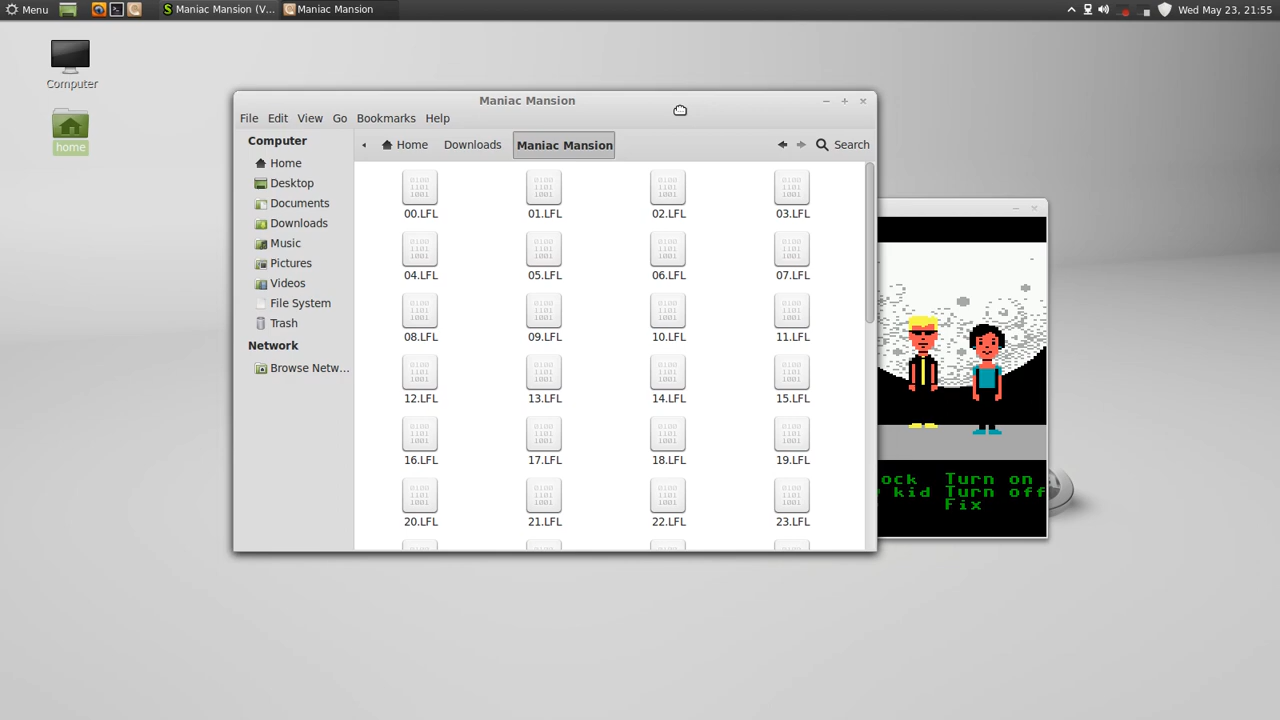 Menu
Maniac Mansion (V...
Maniac Mansion
Wed May 23, 21:55
Computer
home
Maniac Mansion
File Edit View Go Bookmarks Help
Computer
Home
Desktop
Documents
Downloads
Music
Pictures
Videos
File System
Trash
Network
Browse Netw...
Home Downloads Maniac Mansion Search
00.LFL 01.LFL 02.LFL 03.LFL
04.LFL 05.LFL 06.LFL 07.LFL
08.LFL 09.LFL 10.LFL 11.LFL
12.LFL 13.LFL 14.LFL 15.LFL
16.LFL 17.LFL 18.LFL 19.LFL
20.LFL 21.LFL 22.LFL 23.LFL
ock Turn on
kid Turn off
Fix